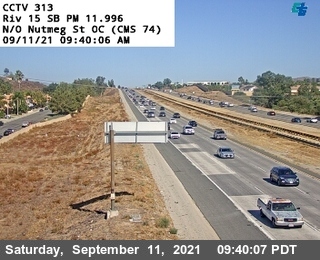 CCTV 313
Riv 15 SB PM 11.996
N/O Nutmeg St OC (CMS 74)
09/11/21 09:40:06 AM
Saturday, September 11, 2021 09:40:07 PDT